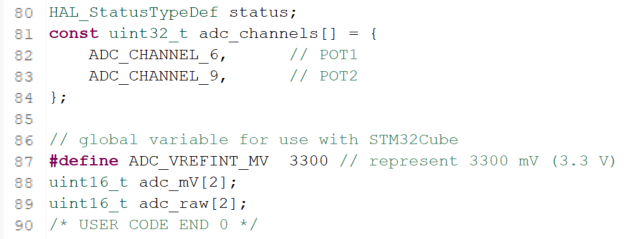 80 HAL_StatusTypeDef status;
81 const uint32_t adc_channels[] = {
82     ADC_CHANNEL_6,      // POT1
83     ADC_CHANNEL_9,      // POT2
84 };
85
86 // global variable for use with STM32Cube
87 #define ADC_VREFINT_MV  3300 // represent 3300 mV (3.3 V)
88 uint16_t adc_mV[2];
89 uint16_t adc_raw[2];
90 /* USER CODE END 0 */